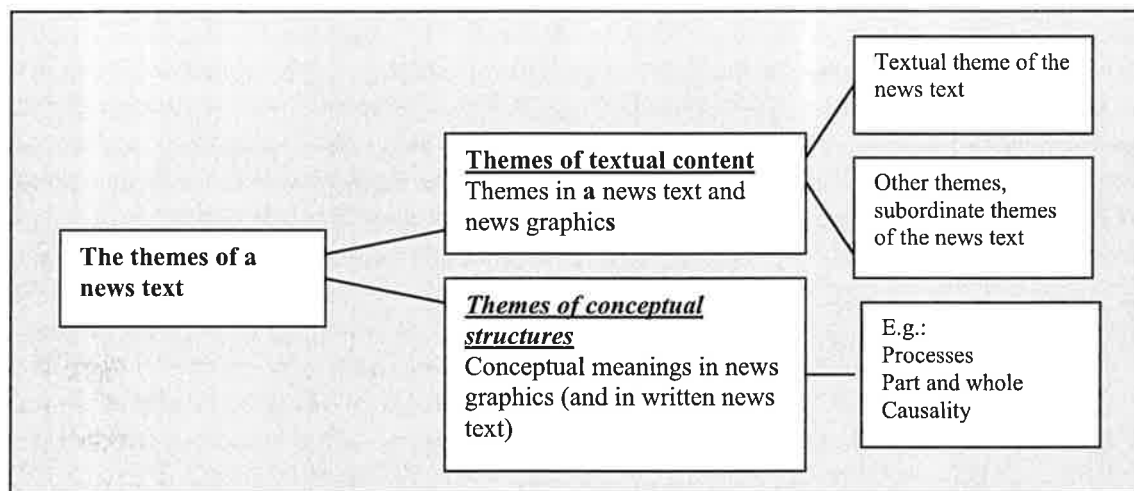 The themes of a
news text
Themes of textual content
Themes in a news text and
news graphics
Themes of conceptual
structures
Conceptual meanings in news
graphics (and in written news
text)
Textual theme of the
news text
Other themes,
subordinate themes
of the news text
E.g.:
Processes
Part and whole
Causality